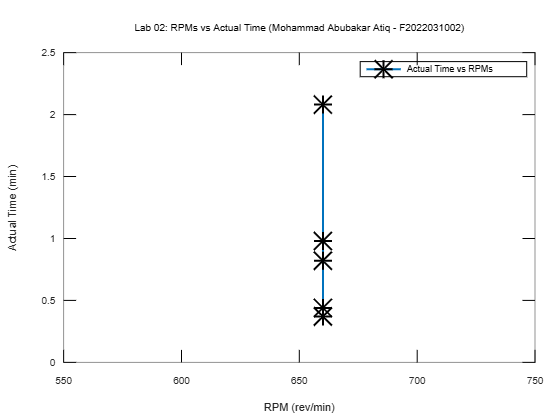 Lab 02: RPMs vs Actual Time (Mohammad Abubakar Atiq - F2022031002)
Actual Time vs RPMs
2.5
2
1.5
1
0.5
0
Actual Time (min)
550
600
650
700
750
RPM (rev/min)